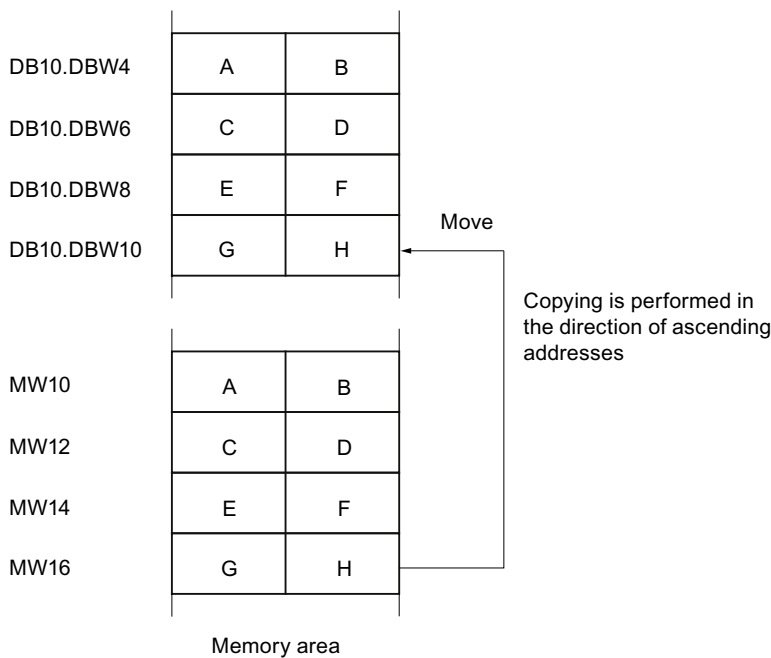 DB10.DBW4 A B
DB10.DBW6 C D
DB10.DBW8 E F
DB10.DBW10 G H
Move
Copying is performed in
the direction of ascending
addresses
MW10 A B
MW12 C D
MW14 E F
MW16 G H
Memory area